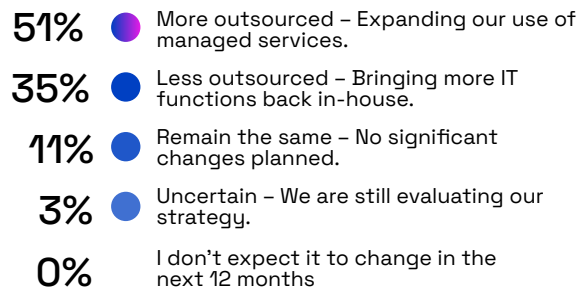 51% More outsourced – Expanding our use of
managed services.
35% Less outsourced – Bringing more IT
functions back in-house.
11% Remain the same – No significant
changes planned.
3% Uncertain – We are still evaluating our
strategy.
0% I don't expect it to change in the
next 12 months